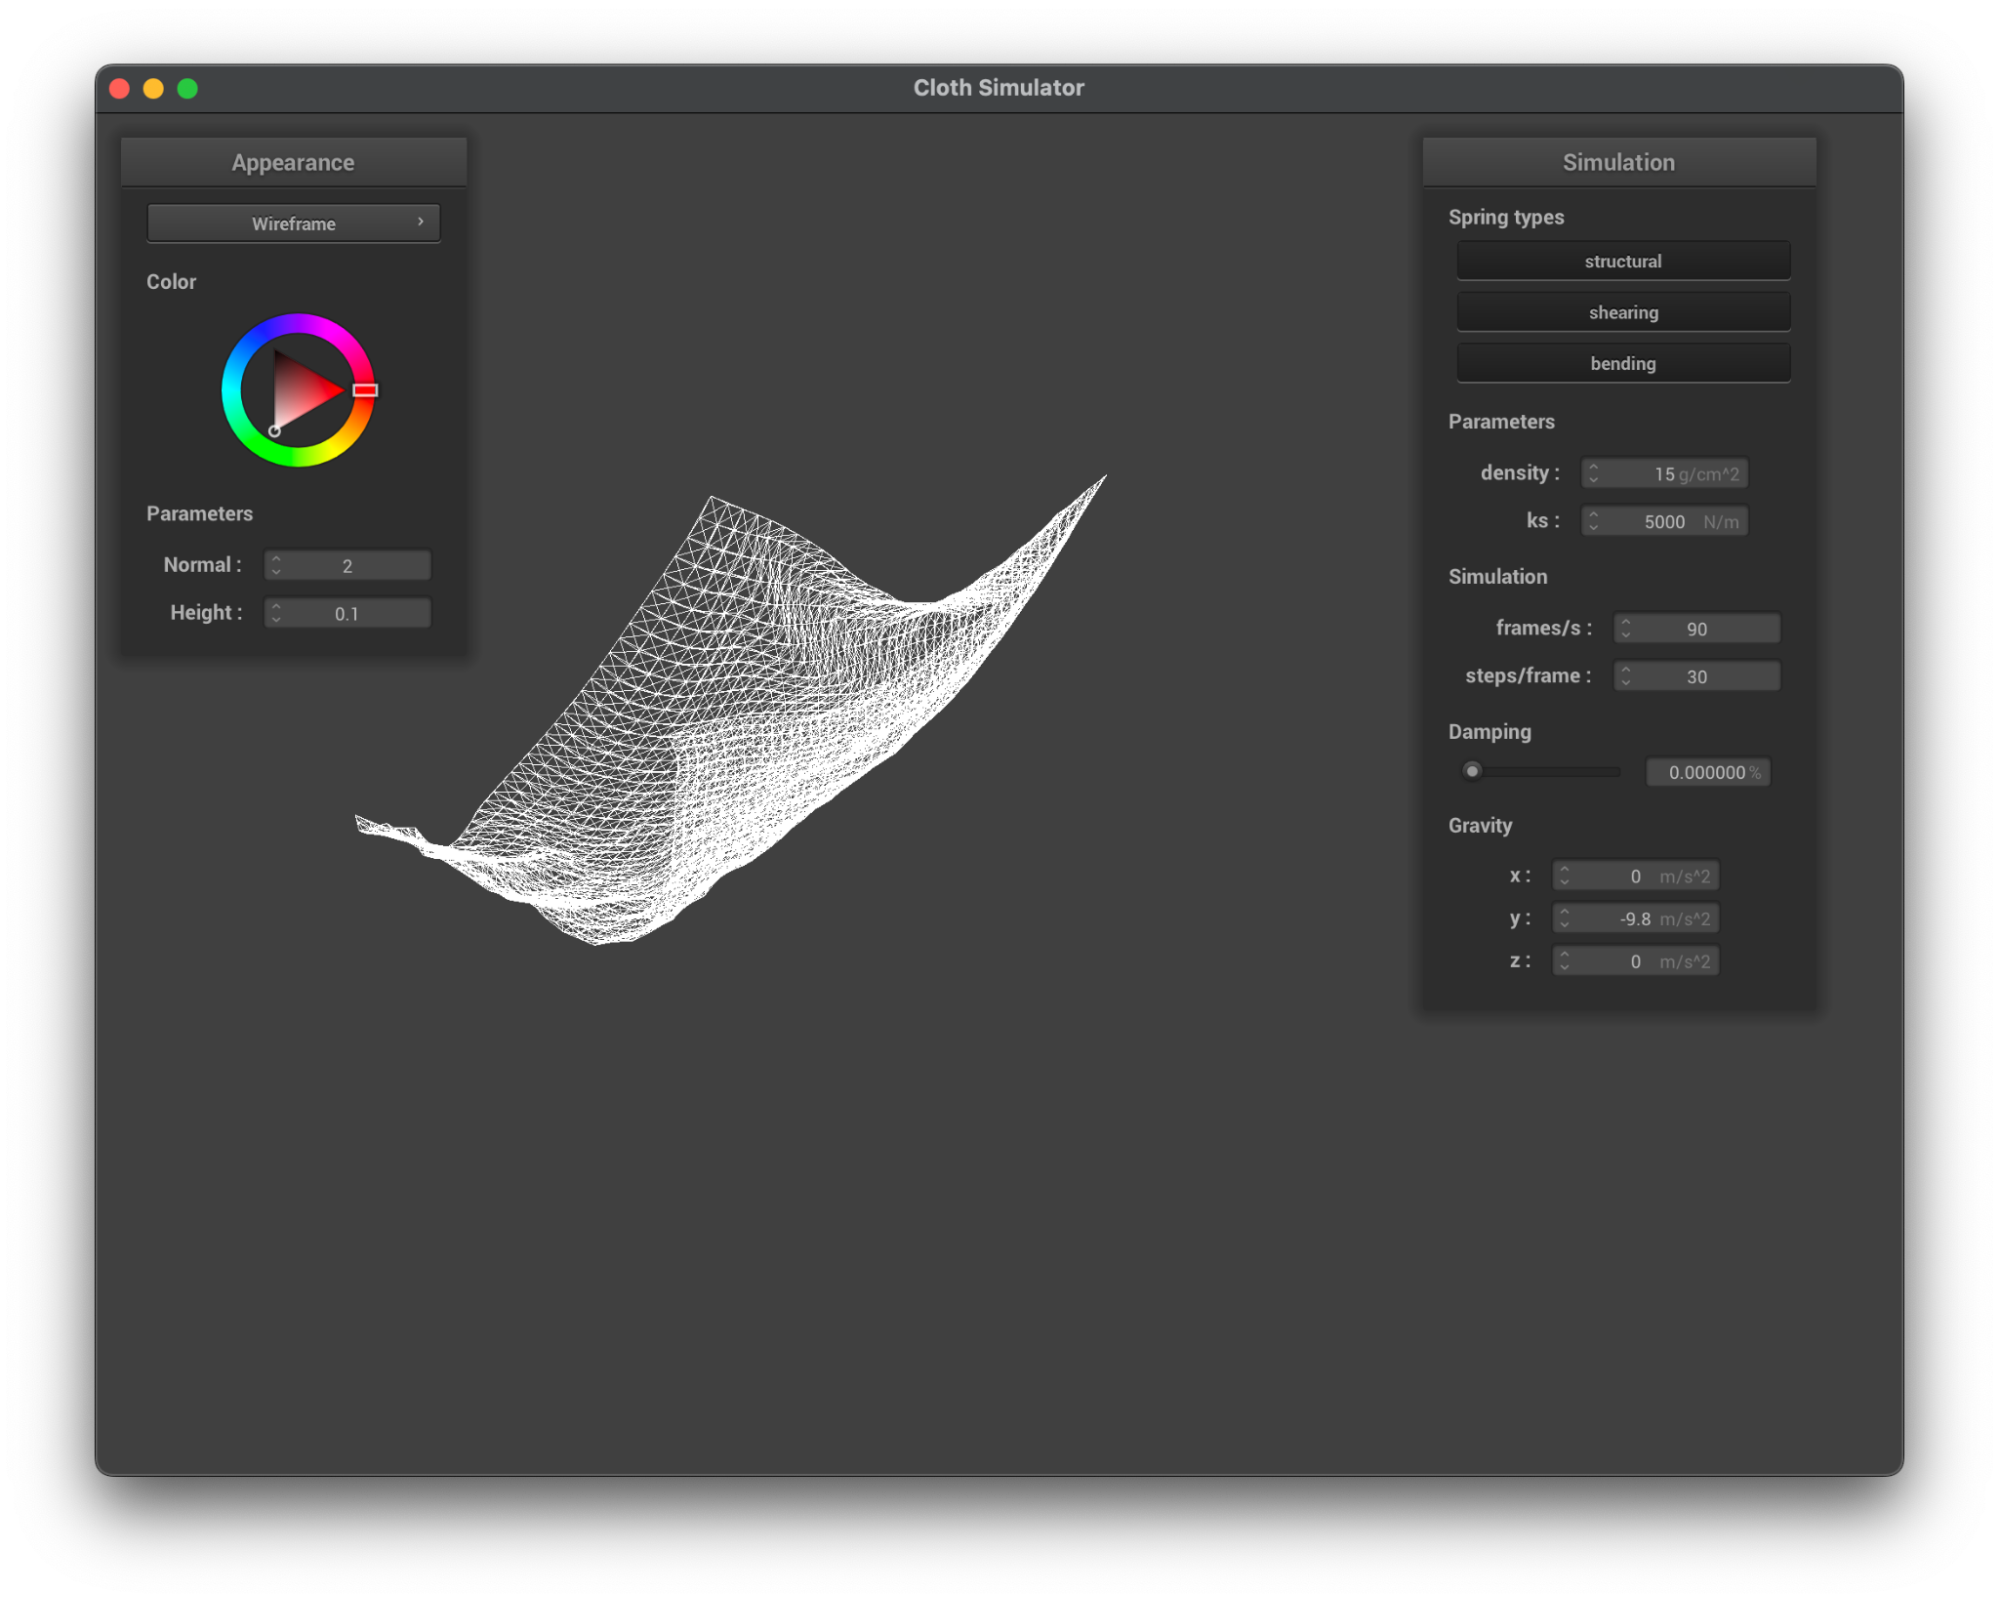 Cloth Simulator
Appearance
Wireframe
Color
Parameters
Normal : 2
Height : 0.1
Simulation
Spring types
structural
shearing
bending
Parameters
density : 15 g/cm^2
ks : 5000 N/m
Simulation
frames/s : 90
steps/frame : 30
Damping
0.000000 %
Gravity
x : 0 m/s^2
y : -9.8 m/s^2
z : 0 m/s^2